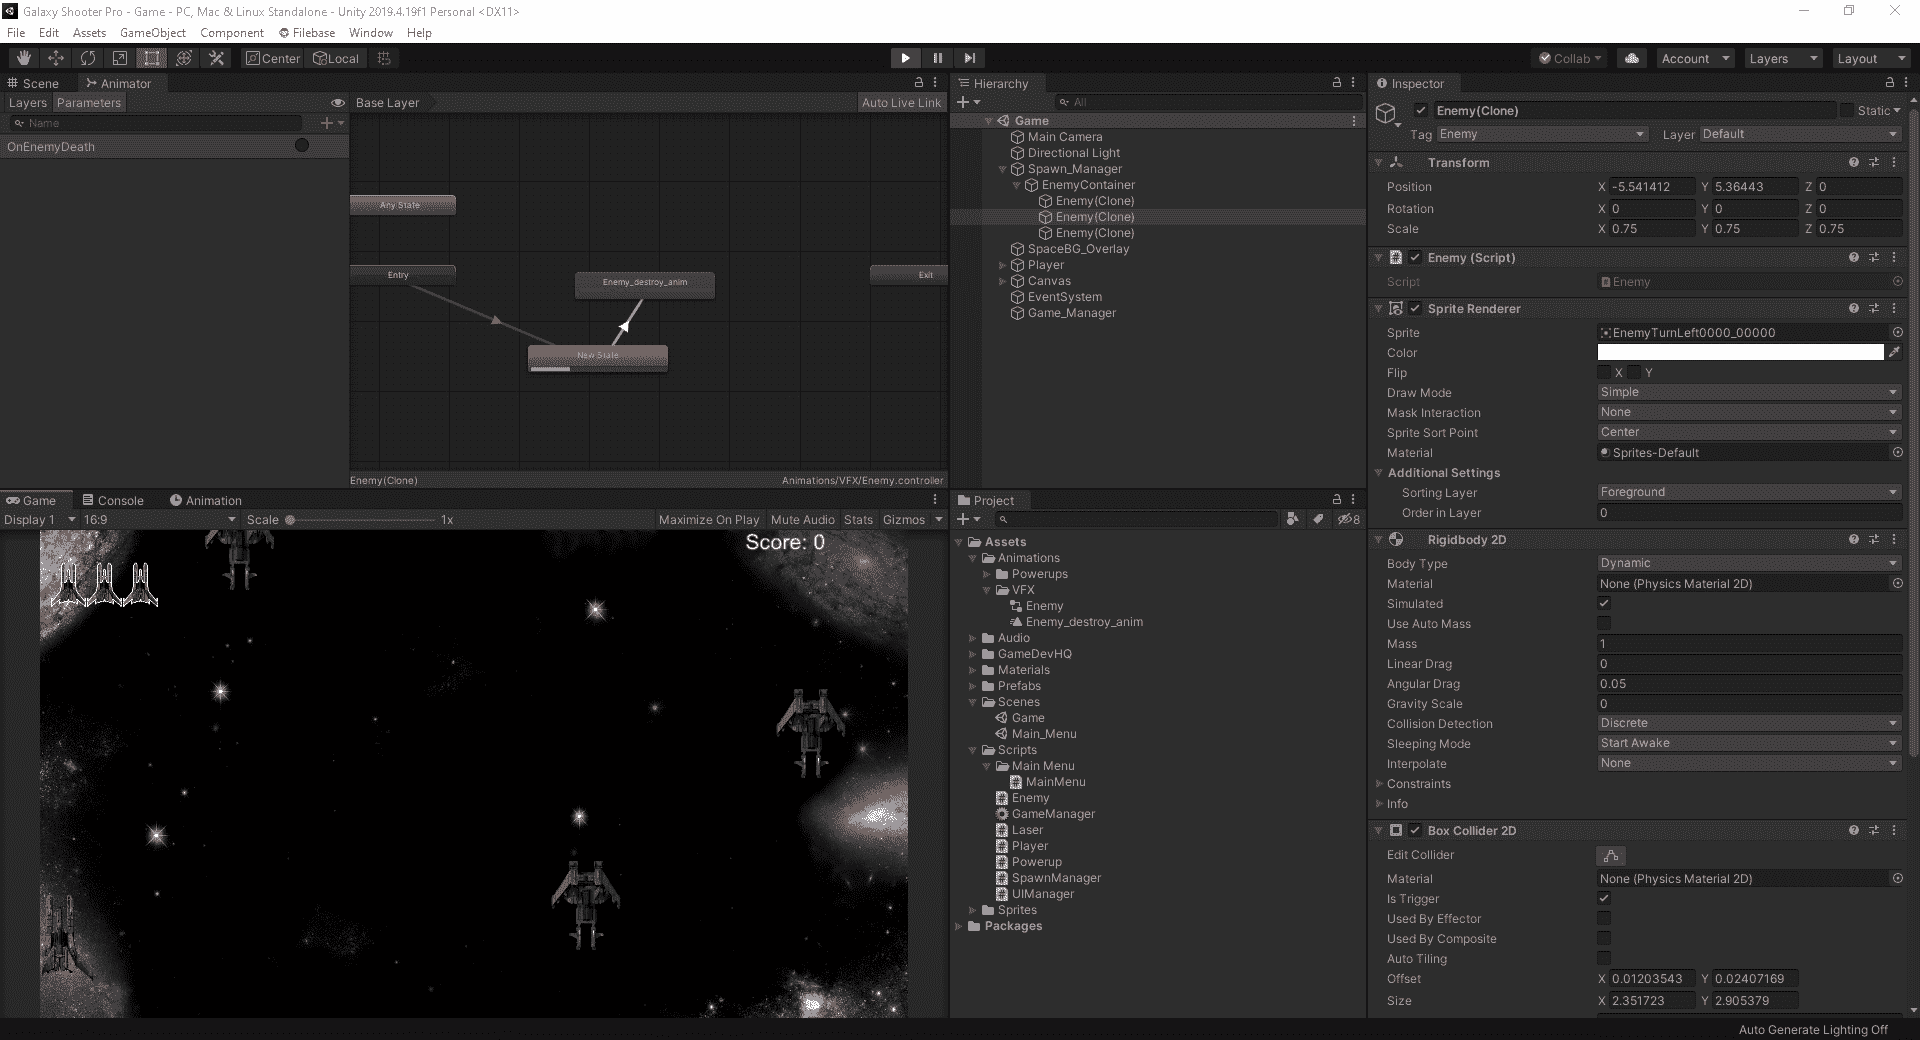 Galaxy Shooter Pro - Game - PC, Mac & Linux Standalone - Unity 2019.4.19f1 Personal <DX11>
File Edit Assets GameObject Component Filebase Window Help
Center Local Collab Account Layers Layout
Scene Animator
Layers Parameters Base Layer Auto Live Link
Name
OnEnemyDeath
Any State
Entry
Enemy_destroy_anim
Exit
New State
Enemy(Clone) Animations/VFX/Enemy.controller
Hierarchy
All
Game
Main Camera
Directional Light
Spawn_Manager
EnemyContainer
Enemy(Clone)
Enemy(Clone)
Enemy(Clone)
SpaceBG_Overlay
Player
Canvas
EventSystem
Game_Manager
Game Console Animation
Display 1 16:9 Scale 1x Maximize On Play Mute Audio Stats Gizmos
Score: 0
Project
8
Assets
Animations
Powerups
VFX
Enemy
Enemy_destroy_anim
Audio
GameDevHQ
Materials
Prefabs
Scenes
Game
Main_Menu
Scripts
Main Menu
MainMenu
Enemy
GameManager
Laser
Player
Powerup
SpawnManager
UIManager
Sprites
Packages
Inspector
Enemy(Clone) Static
Tag Enemy Layer Default
Transform
Position X -5.541412 Y 5.36443 Z 0
Rotation X 0 Y 0 Z 0
Scale X 0.75 Y 0.75 Z 0.75
Enemy (Script)
Script Enemy
Sprite Renderer
Sprite EnemyTurnLeft0000_00000
Color
Flip X Y
Draw Mode Simple
Mask Interaction None
Sprite Sort Point Center
Material Sprites-Default
Additional Settings
Sorting Layer Foreground
Order in Layer 0
Rigidbody 2D
Body Type Dynamic
Material None (Physics Material 2D)
Simulated
Use Auto Mass
Mass 1
Linear Drag 0
Angular Drag 0.05
Gravity Scale 0
Collision Detection Discrete
Sleeping Mode Start Awake
Interpolate None
Constraints
Info
Box Collider 2D
Edit Collider
Material None (Physics Material 2D)
Is Trigger
Used By Effector
Used By Composite
Auto Tiling
Offset X 0.01203543 Y 0.02407169
Size X 2.351723 Y 2.905379
Auto Generate Lighting Off